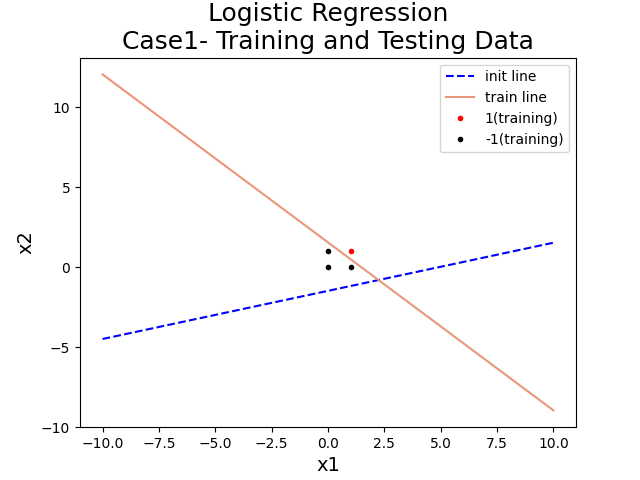 Logistic Regression
Case1- Training and Testing Data
init line
train line
1(training)
-1(training)
x2
10
5
0
−5
−10
−10.0 −7.5 −5.0 −2.5 0.0 2.5 5.0 7.5 10.0
x1